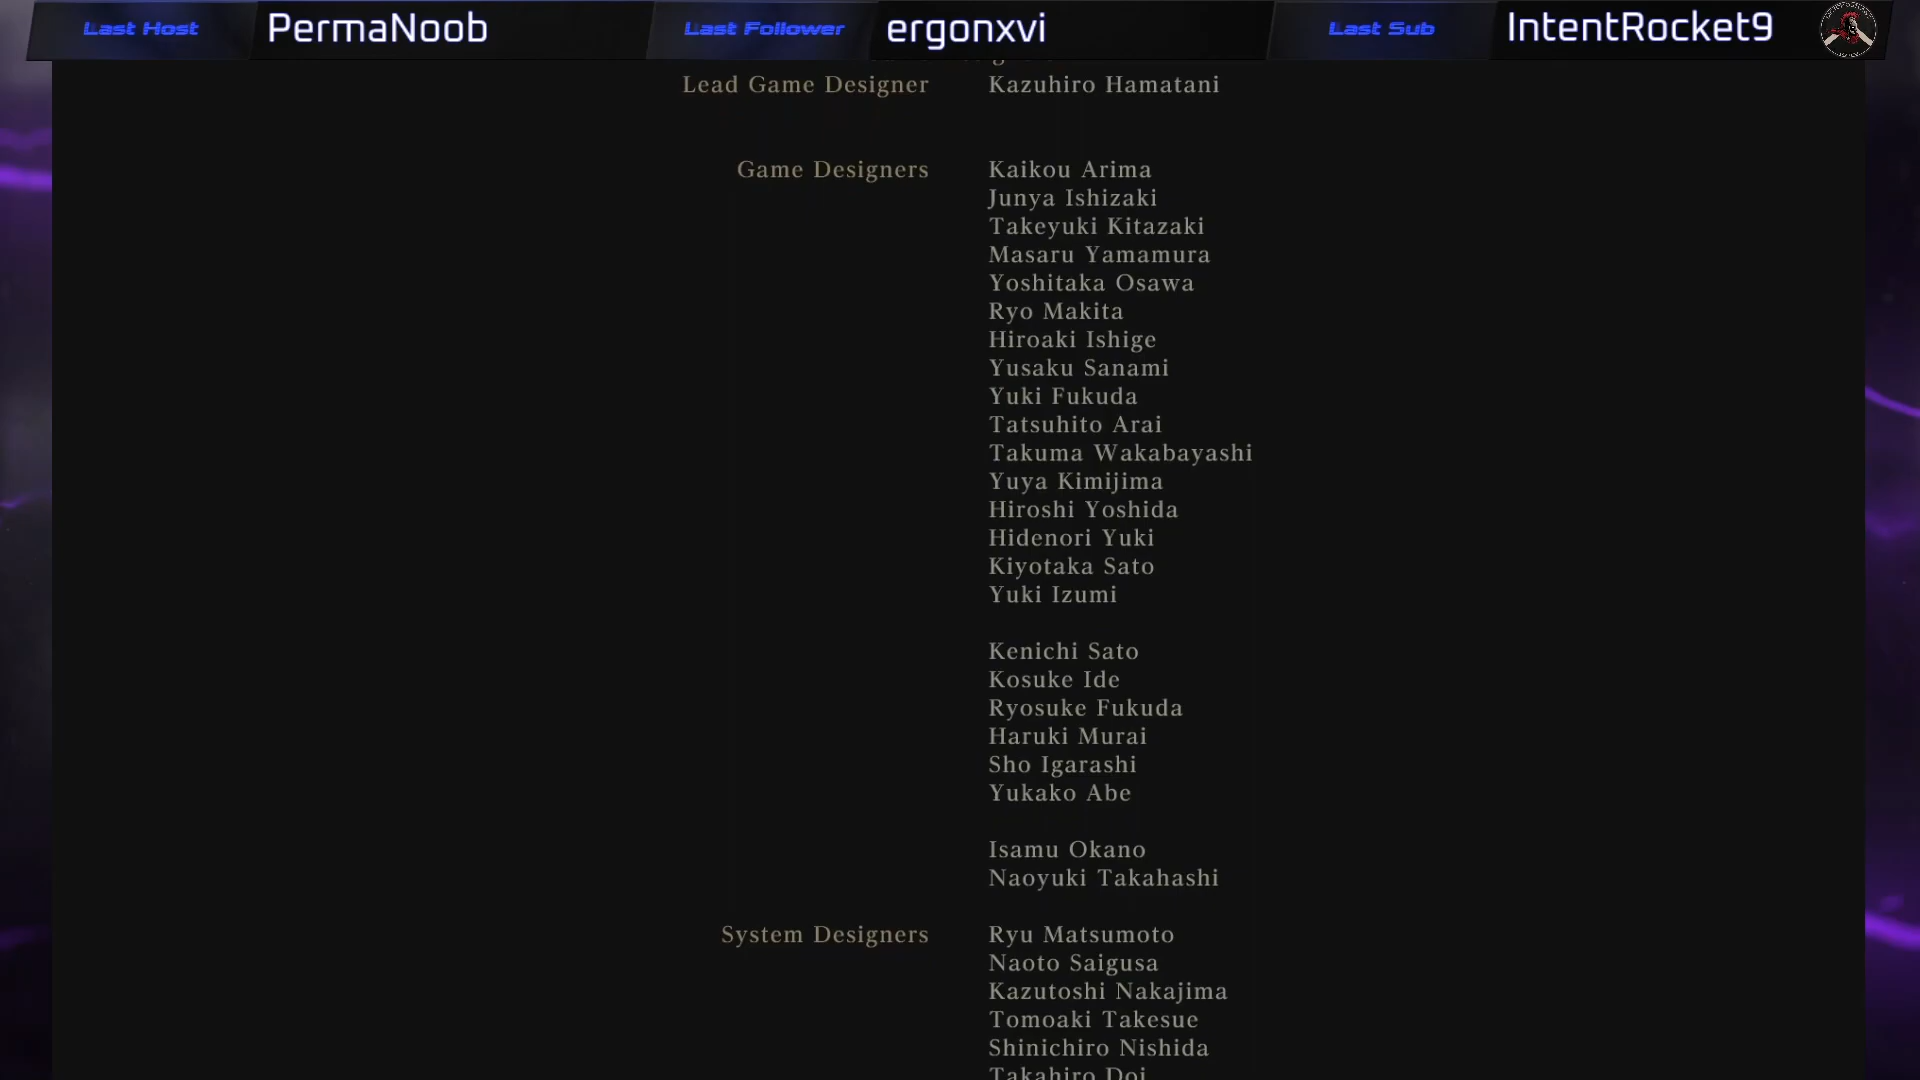 Last Host PermaNoob Last Follower ergonxvi Last Sub IntentRocket9
Lead Game Designer Kazuhiro Hamatani
Game Designers Kaikou Arima
Junya Ishizaki
Takeyuki Kitazaki
Masaru Yamamura
Yoshitaka Osawa
Ryo Makita
Hiroaki Ishige
Yusaku Sanami
Yuki Fukuda
Tatsuhito Arai
Takuma Wakabayashi
Yuya Kimijima
Hiroshi Yoshida
Hidenori Yuki
Kiyotaka Sato
Yuki Izumi
Kenichi Sato
Kosuke Ide
Ryosuke Fukuda
Haruki Murai
Sho Igarashi
Yukako Abe
Isamu Okano
Naoyuki Takahashi
System Designers Ryu Matsumoto
Naoto Saigusa
Kazutoshi Nakajima
Tomoaki Takesue
Shinichiro Nishida
Takahiro Doi